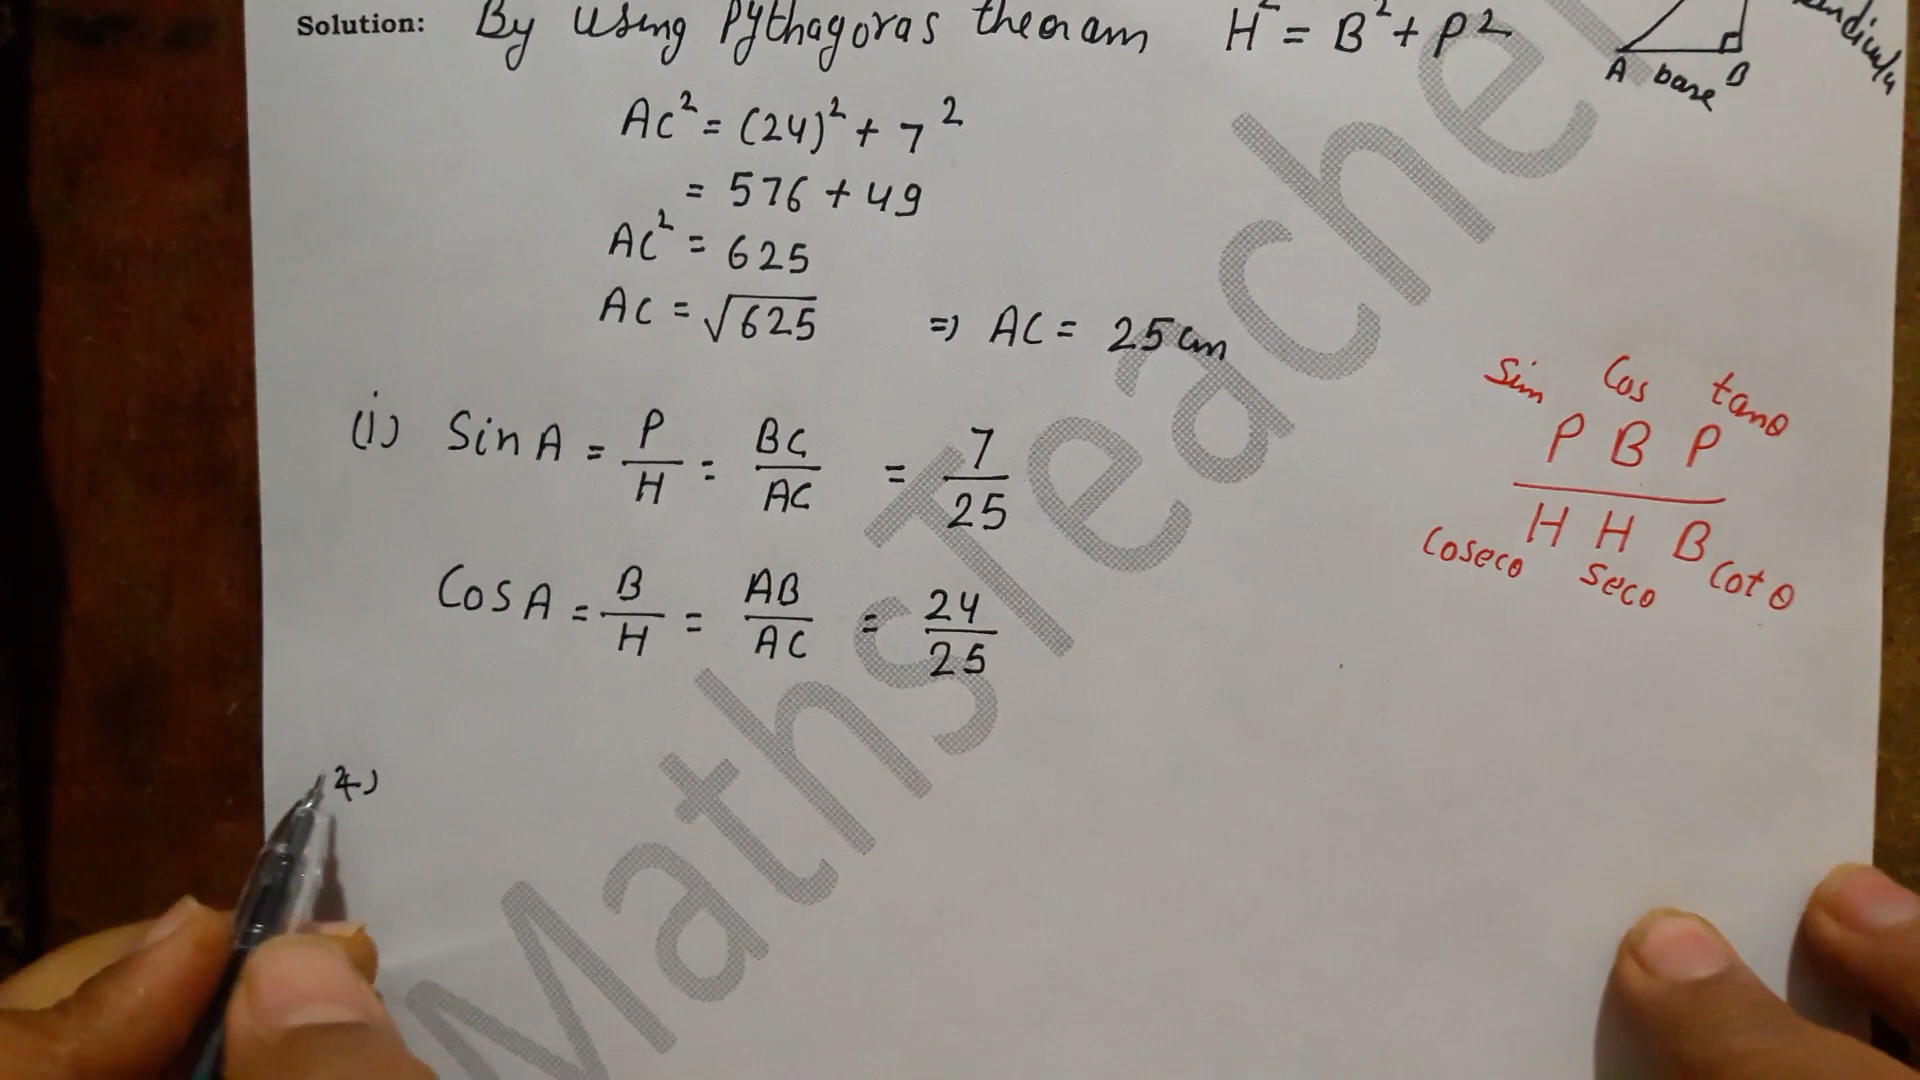 Solution: By Using Pythagoras theoram H² = B² + P²
A base B
AC² = (24)² + 7²
= 576 + 49
AC² = 625
AC = √625 ⇒ AC = 25 cm
Sin Cos tanθ
P B P
H H B
Cosecθ Secθ Cotθ
(i) Sin A = P/H = BC/AC = 7/25
Cos A = B/H = AB/AC = 24/25
Maths Teacher